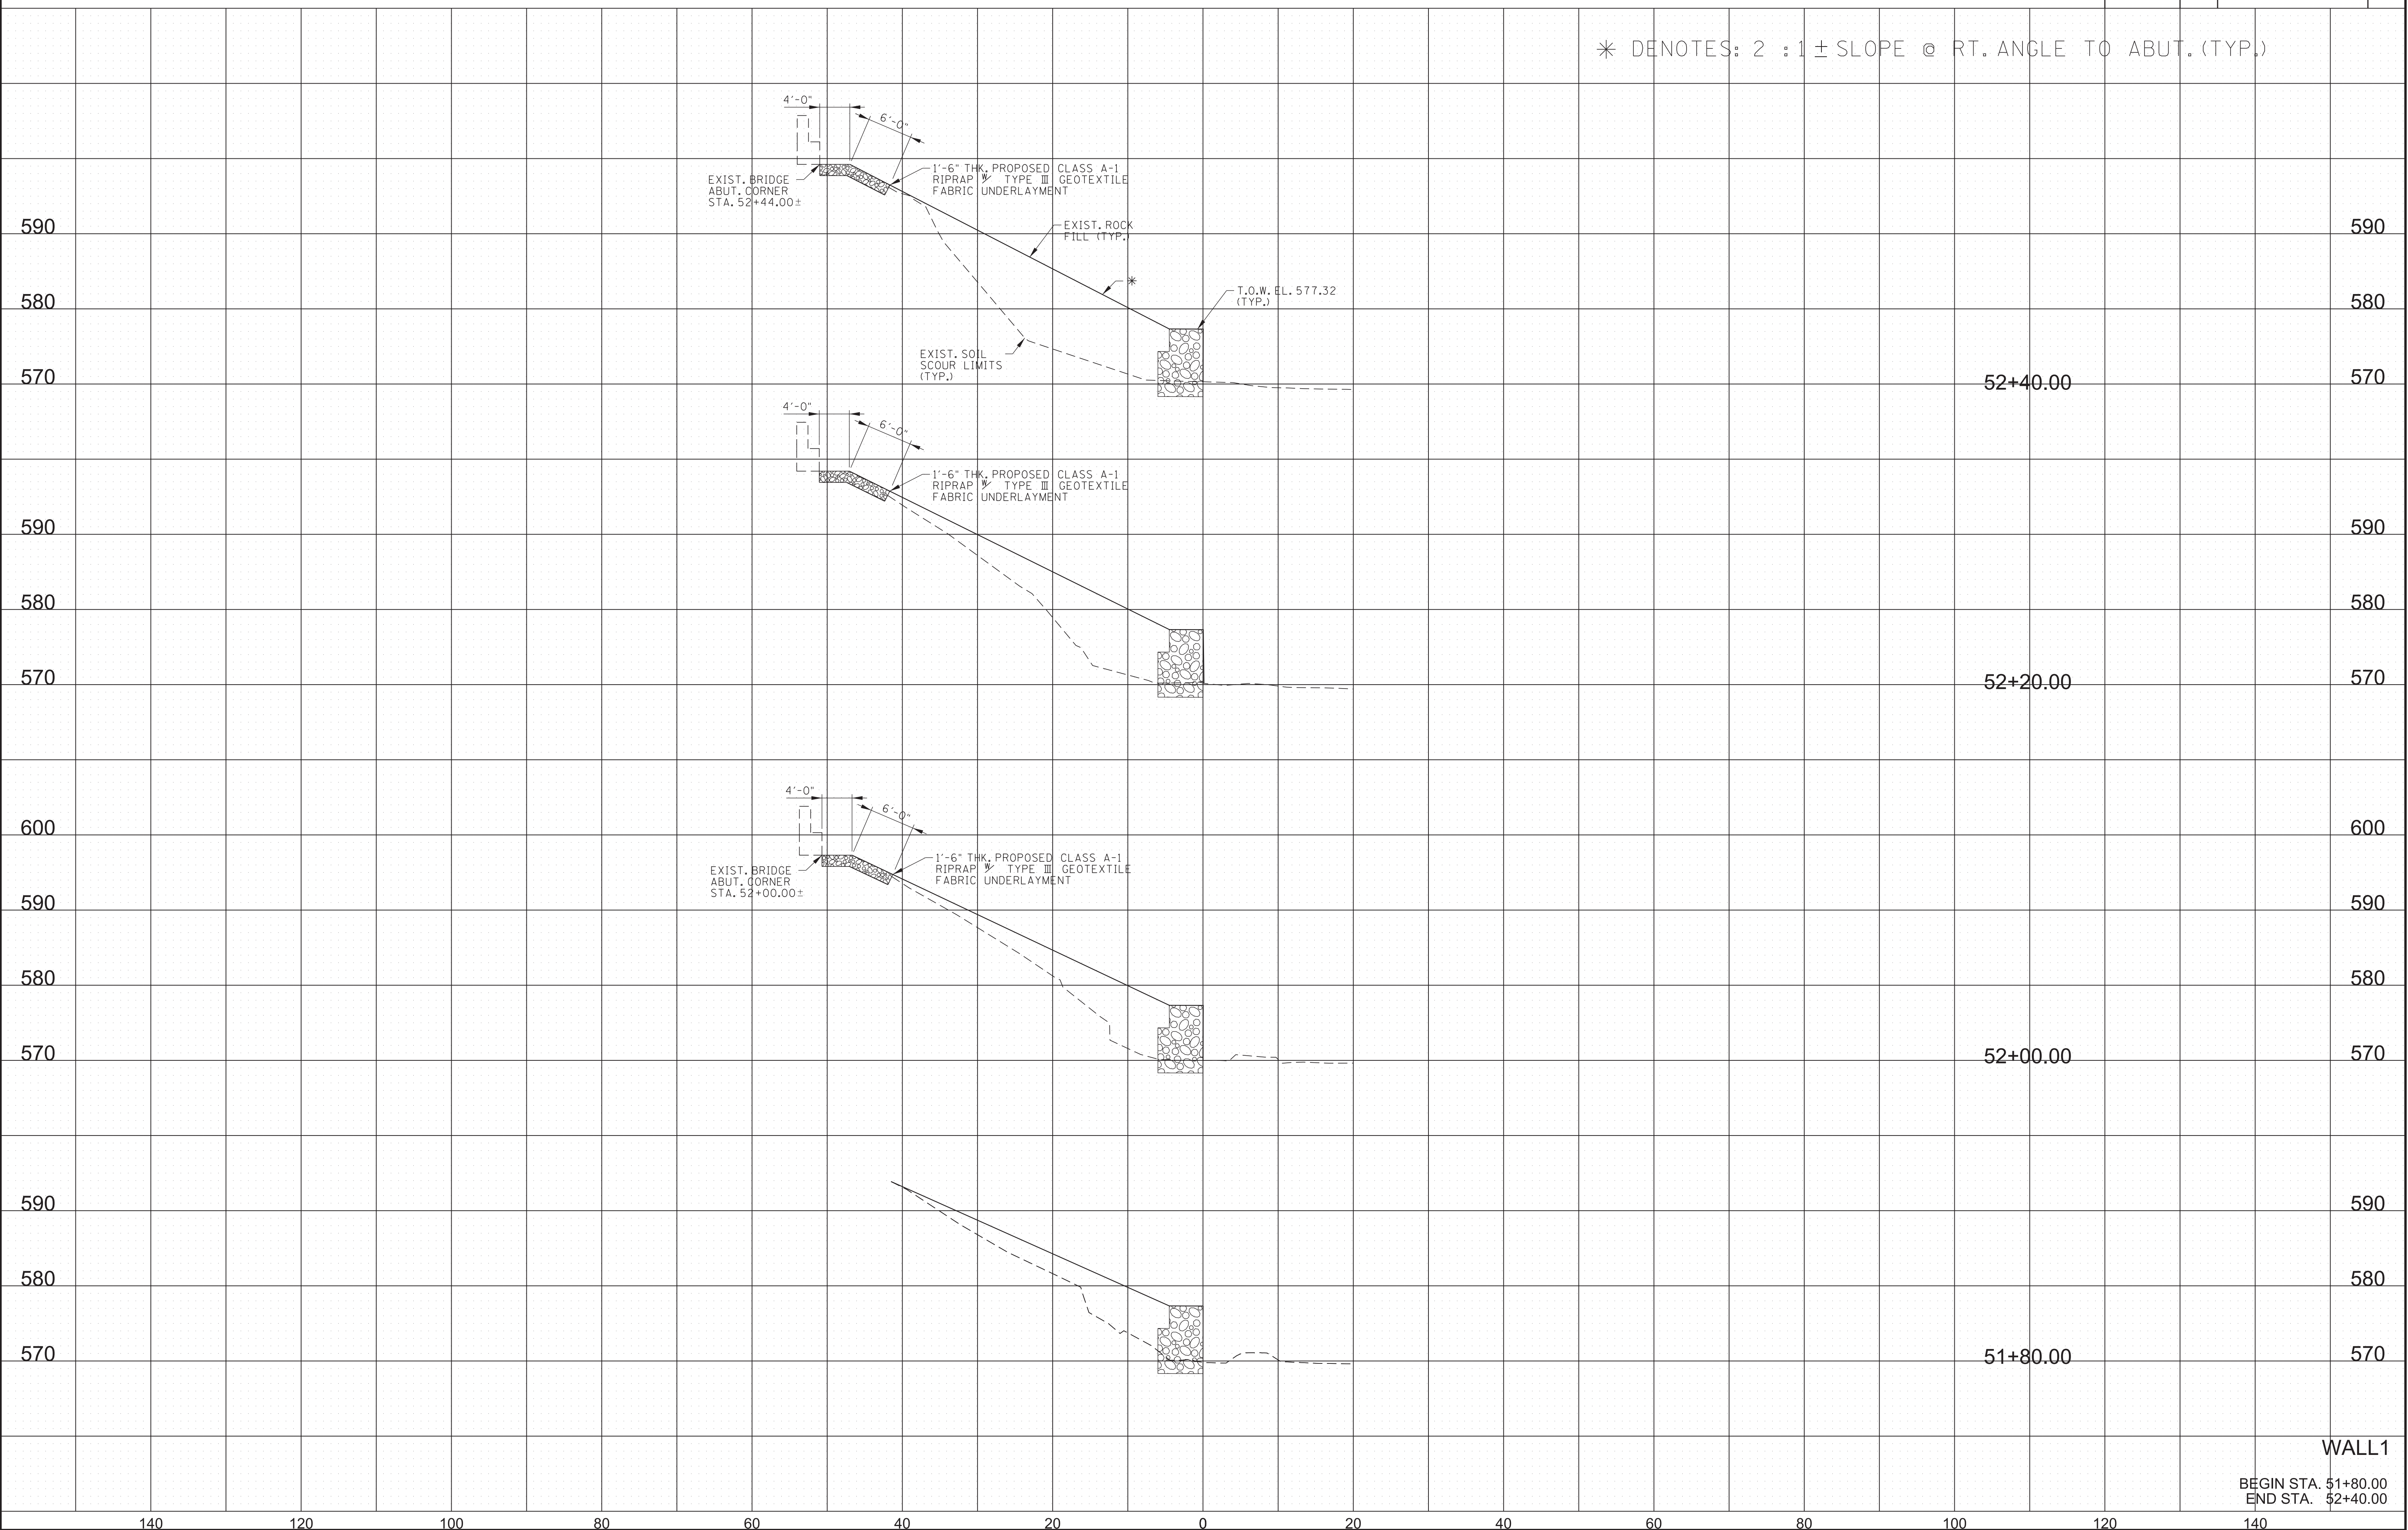 ✳ DENOTES: 2 :1 ± SLOPE @ RT. ANGLE TO ABUT. (TYP.)
4'-0"
6'-0"
EXIST. BRIDGE
ABUT. CORNER
STA. 52+44.00±
1'-6" THK. PROPOSED CLASS A-1
RIPRAP W/ TYPE III GEOTEXTILE
FABRIC UNDERLAYMENT
590
EXIST. ROCK
FILL (TYP.)
590
✳
580
T.O.W. EL. 577.32
(TYP.)
580
EXIST. SOIL
SCOUR LIMITS
(TYP.)
570
52+40.00
570
4'-0"
6'-0"
1'-6" THK. PROPOSED CLASS A-1
RIPRAP W/ TYPE III GEOTEXTILE
FABRIC UNDERLAYMENT
590
590
580
580
570
52+20.00
570
4'-0"
6'-0"
600
600
EXIST. BRIDGE
ABUT. CORNER
STA. 52+00.00±
1'-6" THK. PROPOSED CLASS A-1
RIPRAP W/ TYPE III GEOTEXTILE
FABRIC UNDERLAYMENT
590
590
580
580
570
52+00.00
570
590
590
580
580
570
51+80.00
570
WALL1
BEGIN STA. 51+80.00
END STA. 52+40.00
140 120 100 80 60 40 20 0 20 40 60 80 100 120 140